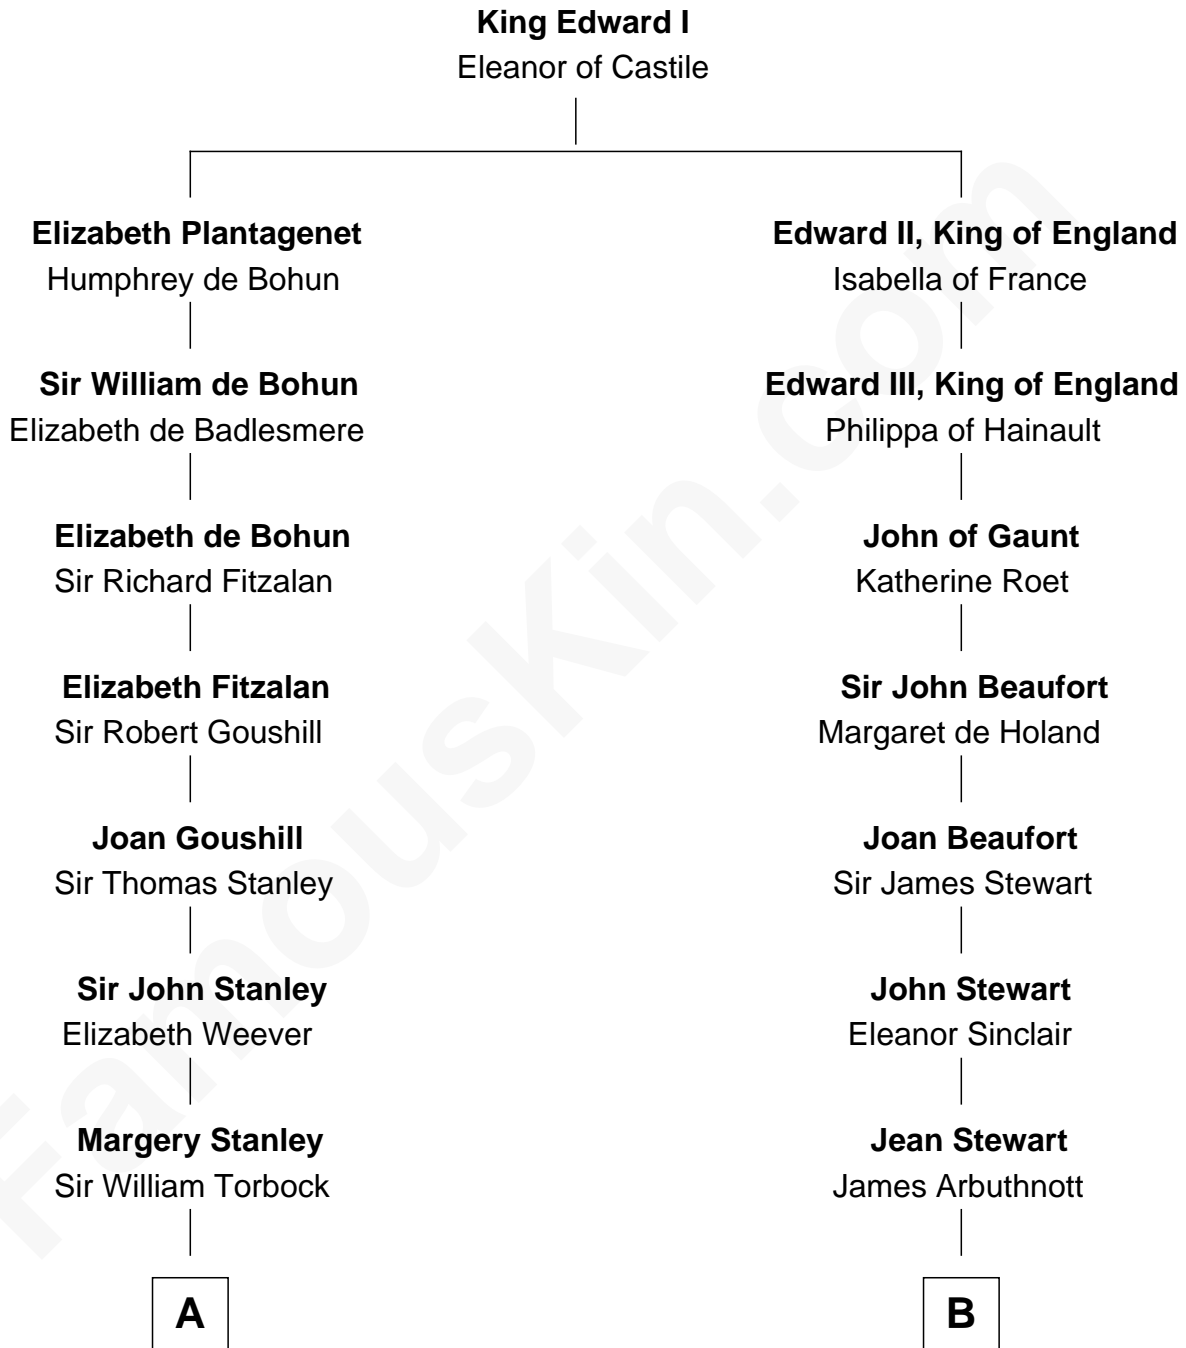 King Edward I
Eleanor of Castile
Elizabeth Plantagenet
Humphrey de Bohun
Edward II, King of England
Isabella of France
Sir William de Bohun
Elizabeth de Badlesmere
Edward III, King of England
Philippa of Hainault
Elizabeth de Bohun
Sir Richard Fitzalan
John of Gaunt
Katherine Roet
Elizabeth Fitzalan
Sir Robert Goushill
Sir John Beaufort
Margaret de Holand
Joan Goushill
Sir Thomas Stanley
Joan Beaufort
Sir James Stewart
Sir John Stanley
Elizabeth Weever
John Stewart
Eleanor Sinclair
Margery Stanley
Sir William Torbock
Jean Stewart
James Arbuthnott
A
B
FamousKin.com